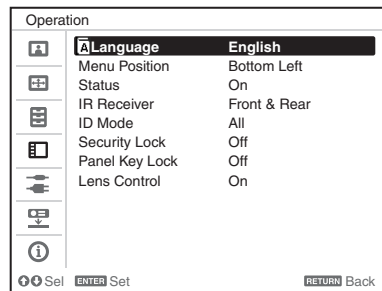 Operation
A Language English
Menu Position Bottom Left
Status On
IR Receiver Front & Rear
ID Mode All
Security Lock Off
Panel Key Lock Off
Lens Control On
Sel ENTER Set RETURN Back